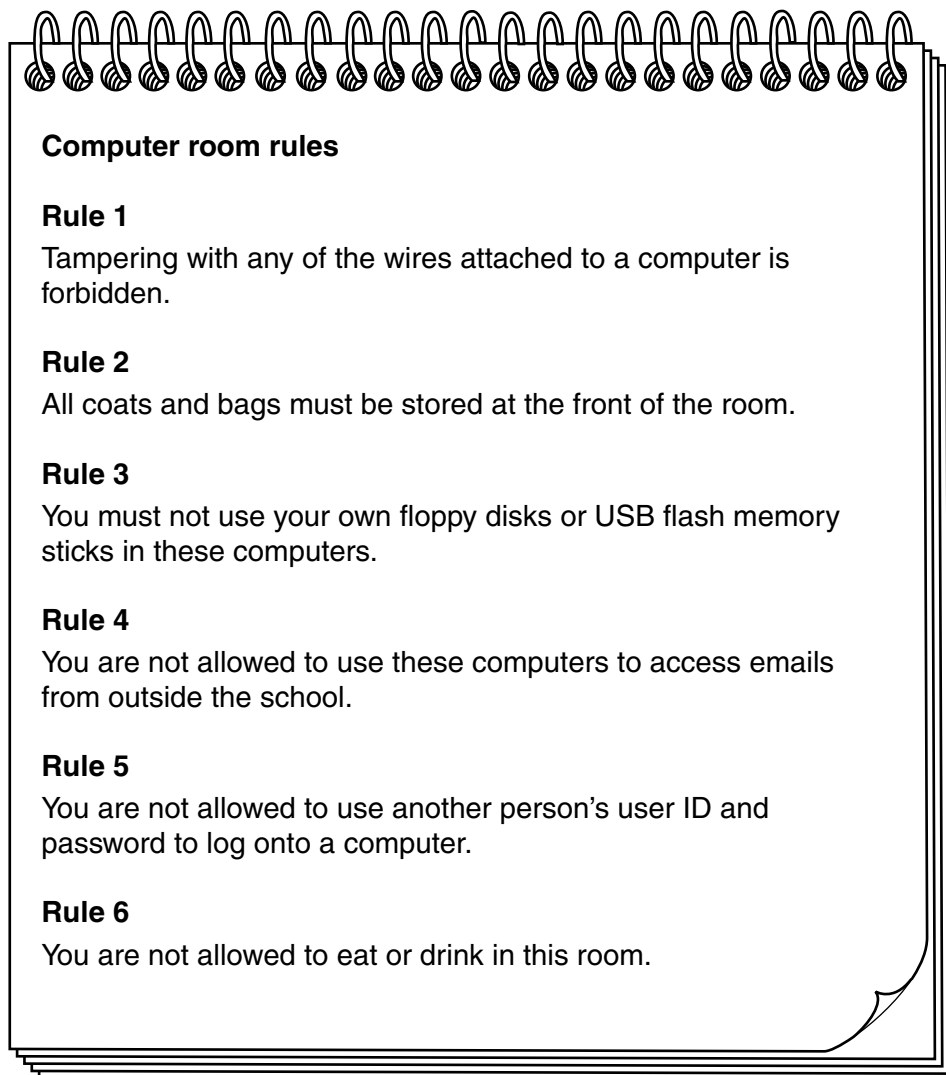 Computer room rules
Rule 1
Tampering with any of the wires attached to a computer is
forbidden.
Rule 2
All coats and bags must be stored at the front of the room.
Rule 3
You must not use your own floppy disks or USB flash memory
sticks in these computers.
Rule 4
You are not allowed to use these computers to access emails
from outside the school.
Rule 5
You are not allowed to use another person’s user ID and
password to log onto a computer.
Rule 6
You are not allowed to eat or drink in this room.